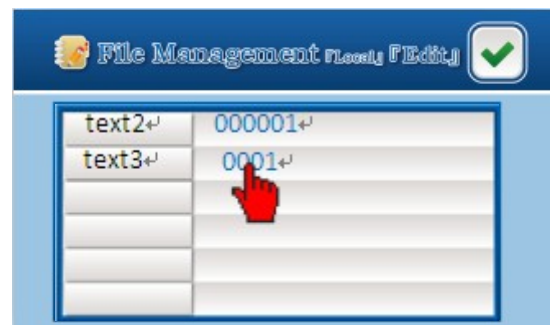 File Management『Local』『Edit』
text2↵ 000001↵
text3↵ 0001↵